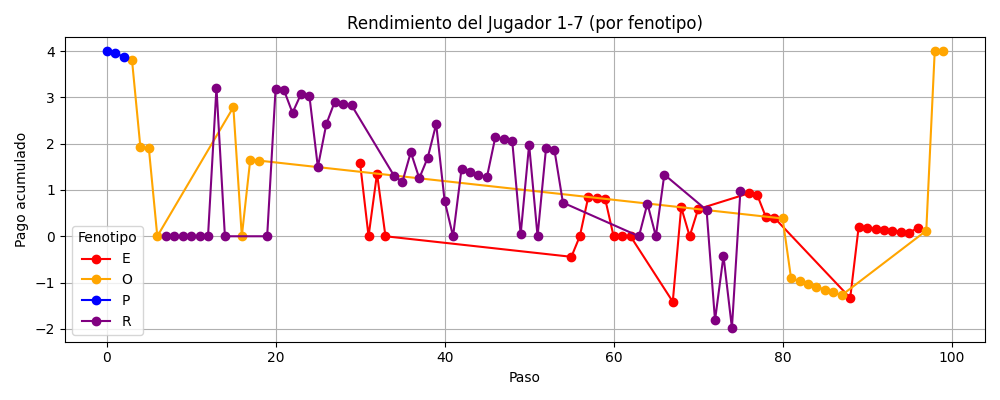 Rendimiento del Jugador 1-7 (por fenotipo)
Pago acumulado
4
3
2
1
0
−1
−2
Fenotipo
E
O
P
R
0 20 40 60 80 100
Paso